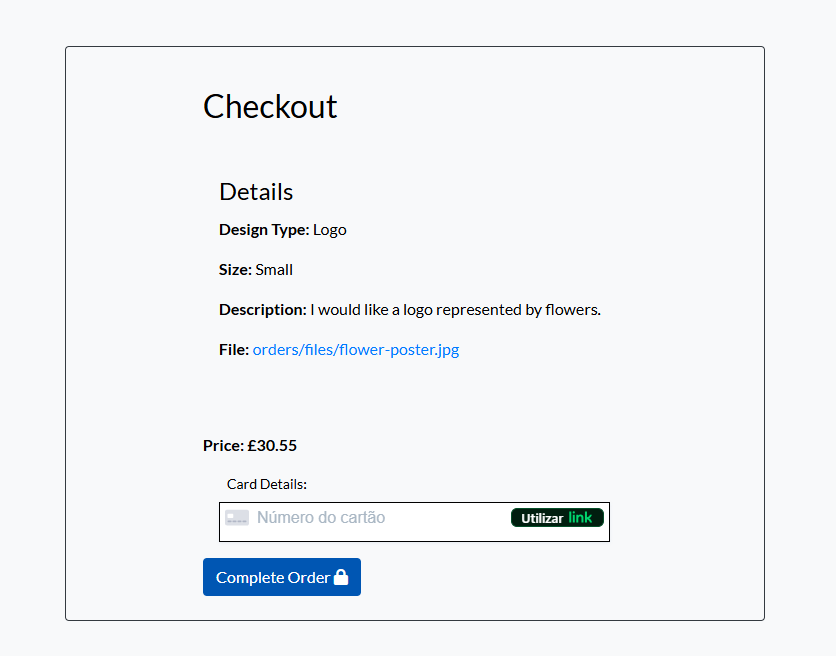 Checkout
Details
Design Type: Logo
Size: Small
Description: I would like a logo represented by flowers.
File: orders/files/flower-poster.jpg
Price: £30.55
Card Details:
Número do cartão Utilizar link
Complete Order